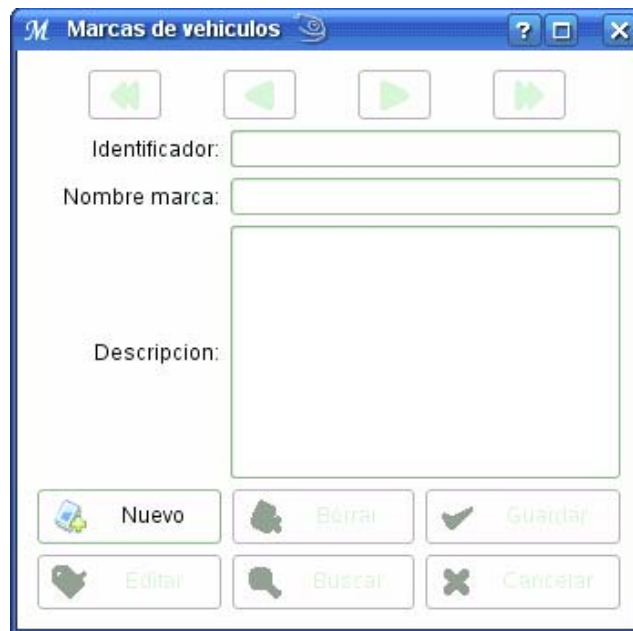 M Marcas de vehiculos ?
Identificador:
Nombre marca:
Descripcion:
Nuevo Borrar Guardar
Editar Buscar Cancelar